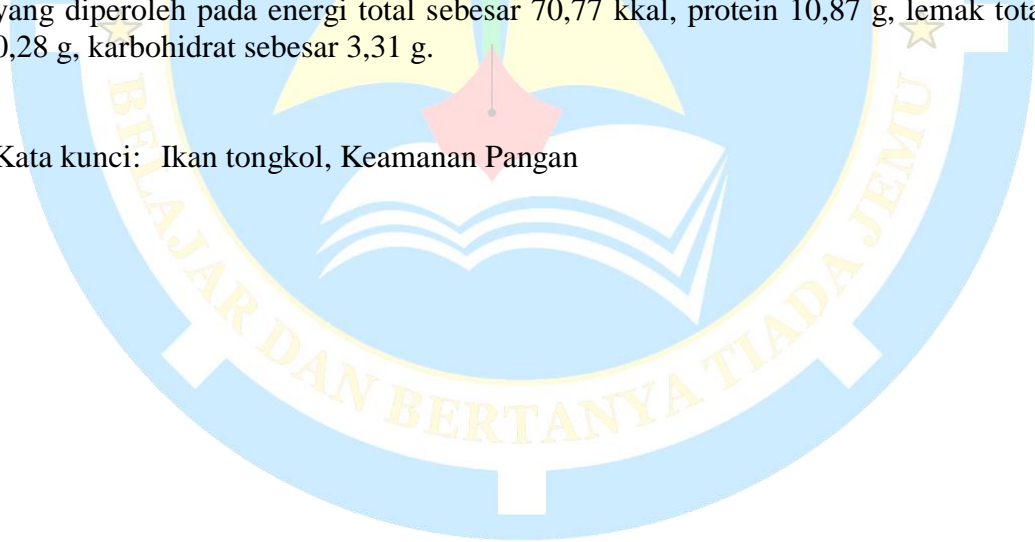 yang diperoleh pada energi total sebesar 70,77 kkal, protein 10,87 g, lemak total
0,28 g, karbohidrat sebesar 3,31 g.
Kata kunci: Ikan tongkol, Keamanan Pangan
BELAJAR DAN BERTANYA TIADA JEMU